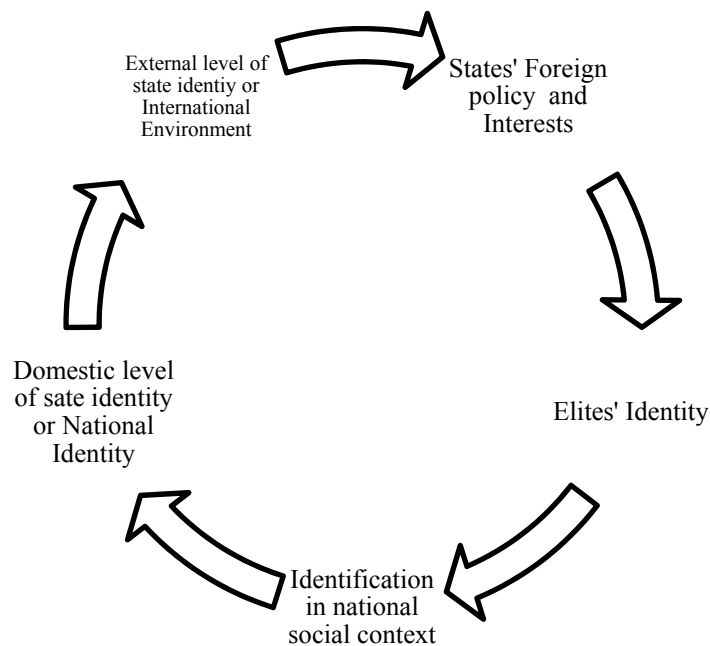 External level of
state identiy or
International
Environment
States' Foreign
policy and
Interests
Elites' Identity
Identification
in national
social context
Domestic level
of sate identity
or National
Identity